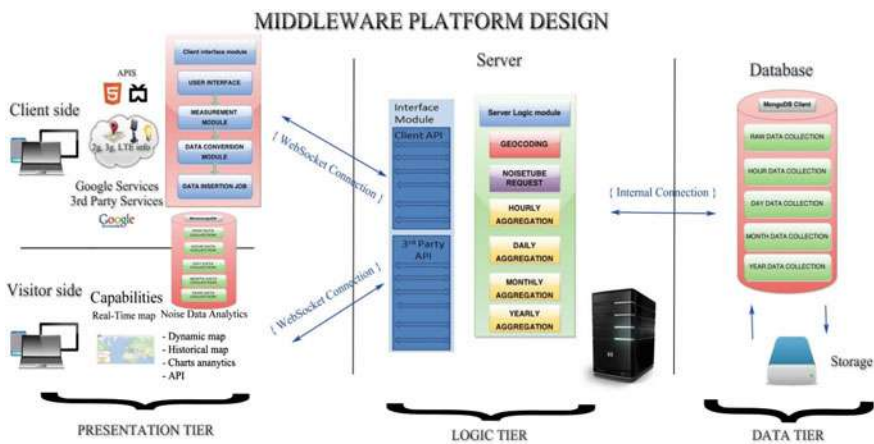 MIDDLEWARE PLATFORM DESIGN
Client side
APIS
5
2g, 3g, LTE info
Google Services
3rd Party Services
Google
Client interface module
USER INTERFACE
MEASUREMENT
MODULE
DATA CONVERSION
MODULE
DATA INSERTION JOB
Visitor side
Capabilities
Real-Time map
Noise Data Analytics
- Dynamic map
- Historical map
- Charts ananytics
- API
PRESENTATION TIER
{ WebSocket Connection }
{ WebSocket Connection }
Server
Interface
Module
Client API
3rd Party
API
Server Logic module
GEOCODING
NOISETUBE
REQUEST
HOURLY
AGGREGATION
DAILY
AGGREGATION
MONTHLY
AGGREGATION
YEARLY
AGGREGATION
LOGIC TIER
{ Internal Connection }
Database
MongoDS Client
RAW DATA COLLECTION
HOUR DATA COLLECTION
DAY DATA COLLECTION
MONTH DATA COLLECTION
YEAR DATA COLLECTION
Storage
DATA TIER